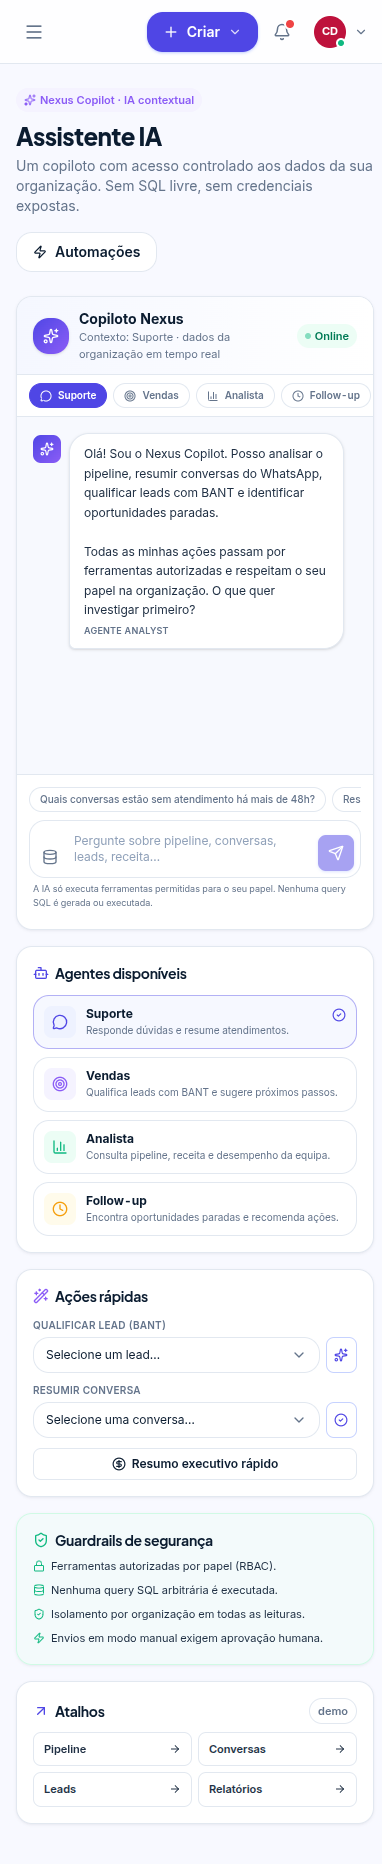 Criar
CD
Nexus Copilot · IA contextual
Assistente IA
Um copiloto com acesso controlado aos dados da sua
organização. Sem SQL livre, sem credenciais
expostas.
Automações
Copiloto Nexus
Contexto: Suporte · dados da
organização em tempo real
Online
Suporte
Vendas
Analista
Follow-up
Olá! Sou o Nexus Copilot. Posso analisar o
pipeline, resumir conversas do WhatsApp,
qualificar leads com BANT e identificar
oportunidades paradas.
Todas as minhas ações passam por
ferramentas autorizadas e respeitam o seu
papel na organização. O que quer
investigar primeiro?
AGENTE ANALYST
Quais conversas estão sem atendimento há mais de 48h?
Res
Pergunte sobre pipeline, conversas,
leads, receita...
A IA só executa ferramentas permitidas para o seu papel. Nenhuma query
SQL é gerada ou executada.
Agentes disponíveis
Suporte
Responde dúvidas e resume atendimentos.
Vendas
Qualifica leads com BANT e sugere próximos passos.
Analista
Consulta pipeline, receita e desempenho da equipa.
Follow-up
Encontra oportunidades paradas e recomenda ações.
Ações rápidas
QUALIFICAR LEAD (BANT)
Selecione um lead...
RESUMIR CONVERSA
Selecione uma conversa...
Resumo executivo rápido
Guardrails de segurança
Ferramentas autorizadas por papel (RBAC).
Nenhuma query SQL arbitrária é executada.
Isolamento por organização em todas as leituras.
Envios em modo manual exigem aprovação humana.
Atalhos
demo
Pipeline
Conversas
Leads
Relatórios